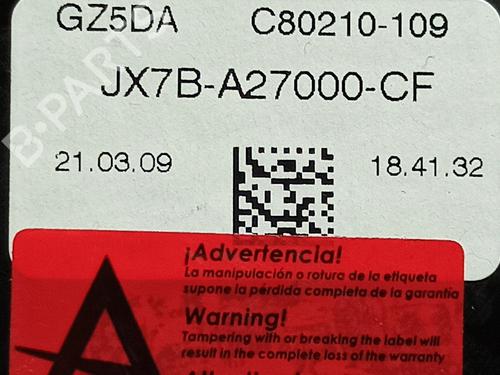 GZ5DA C80210-109
JX7B-A27000-CF
21.03.09 18.41.32
¡Advertencia!
La manipulación o rotura de la etiqueta
supone la pérdida completa de la garantía
Warning!
Tampering with or breaking the label will
result in the complete loss of the warranty
B-PARTS